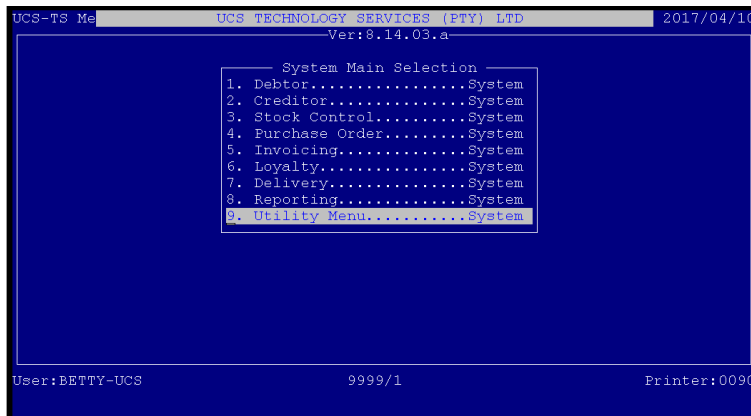 UCS-TS Me UCS TECHNOLOGY SERVICES (PTY) LTD 2017/04/10
Ver:8.14.03.a
System Main Selection
1. Debtor.................System
2. Creditor...............System
3. Stock Control..........System
4. Purchase Order.........System
5. Invoicing..............System
6. Loyalty................System
7. Delivery...............System
8. Reporting..............System
9. Utility Menu...........System
User:BETTY-UCS 9999/1 Printer:0090